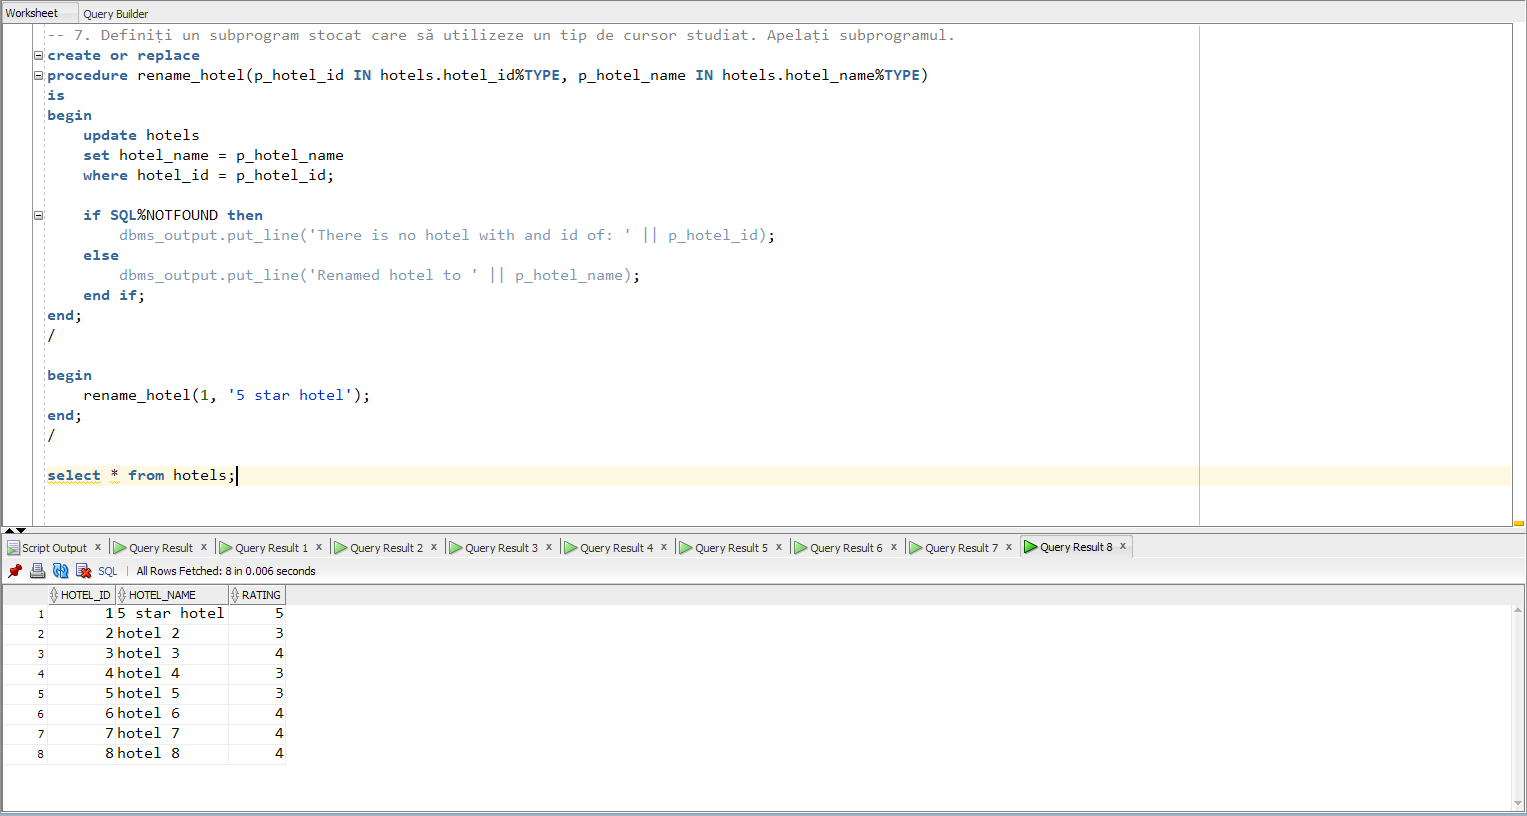 Worksheet Query Builder
-- 7. Definiți un subprogram stocat care să utilizeze un tip de cursor studiat. Apelați subprogramul.
create or replace
procedure rename_hotel(p_hotel_id IN hotels.hotel_id%TYPE, p_hotel_name IN hotels.hotel_name%TYPE)
is
begin
    update hotels
    set hotel_name = p_hotel_name
    where hotel_id = p_hotel_id;
    if SQL%NOTFOUND then
        dbms_output.put_line('There is no hotel with and id of: ' || p_hotel_id);
    else
        dbms_output.put_line('Renamed hotel to ' || p_hotel_name);
    end if;
end;
/
begin
    rename_hotel(1, '5 star hotel');
end;
/
select * from hotels;
Script Output x Query Result x Query Result 1 x Query Result 2 x Query Result 3 x Query Result 4 x Query Result 5 x Query Result 6 x Query Result 7 x Query Result 8 x
SQL | All Rows Fetched: 8 in 0.006 seconds
HOTEL_ID HOTEL_NAME RATING
1 1 5 star hotel 5
2 2 hotel 2 3
3 3 hotel 3 4
4 4 hotel 4 3
5 5 hotel 5 3
6 6 hotel 6 4
7 7 hotel 7 4
8 8 hotel 8 4